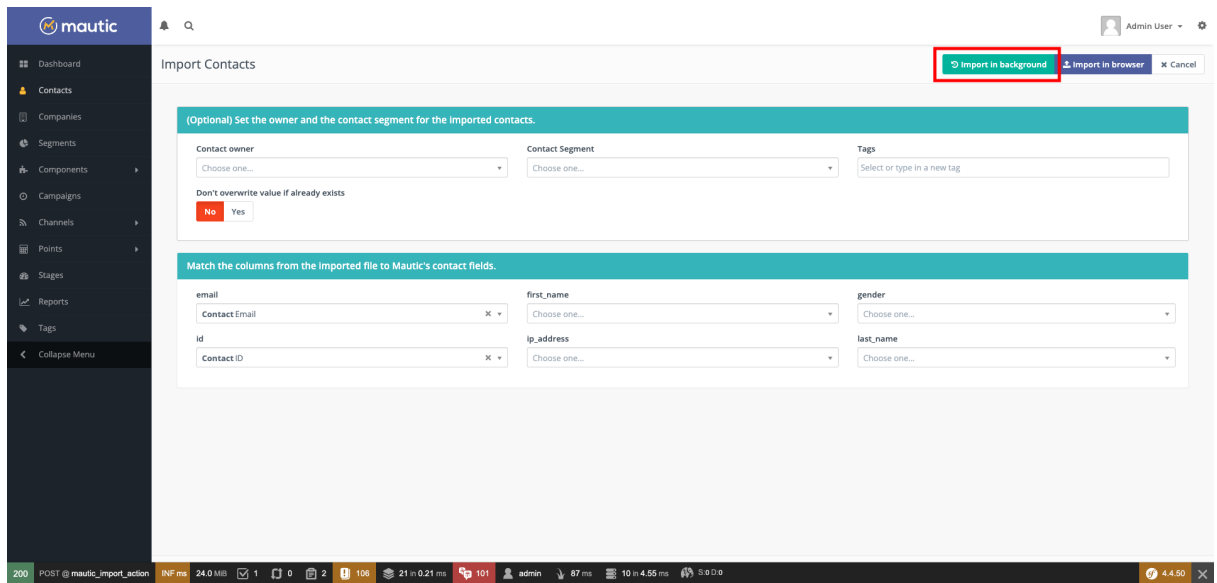 mautic
Admin User
Dashboard
Contacts
Companies
Segments
Components
Campaigns
Channels
Points
Stages
Reports
Tags
Collapse Menu
Import Contacts
Import in background
Import in browser
Cancel
(Optional) Set the owner and the contact segment for the imported contacts.
Contact owner
Contact Segment
Tags
Choose one...
Choose one...
Select or type in a new tag
Don't overwrite value if already exists
No Yes
Match the columns from the imported file to Mautic's contact fields.
email
first_name
gender
Contact Email
Choose one...
Choose one...
id
ip_address
last_name
Contact ID
Choose one...
Choose one...
200 POST @ mautic_import_action INF ms 24.0 MiB 1 0 2 106 21 in 0.21 ms 101 admin 87 ms 10 in 4.55 ms S:0 D:0 4.4.50